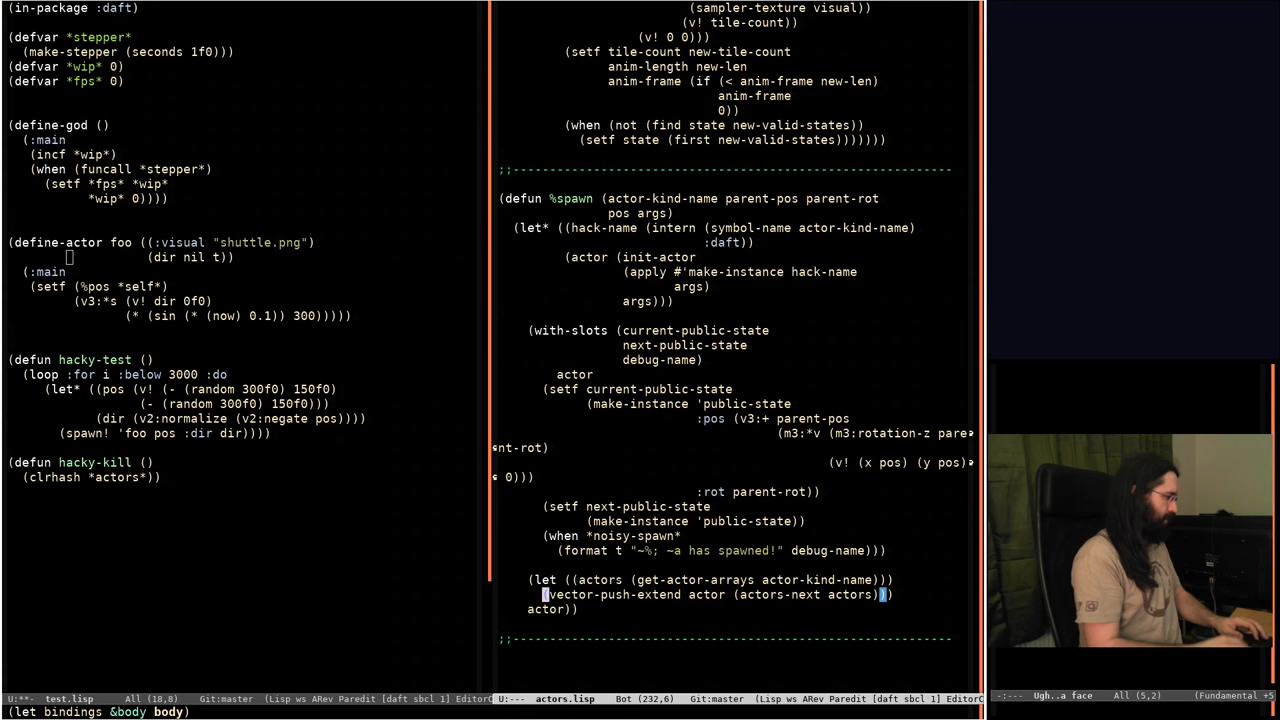 (in-package :daft)
(defvar *stepper*
(make-stepper (seconds 1f0)))
(defvar *wip* 0)
(defvar *fps* 0)
(define-god ()
(:main
(incf *wip*)
(when (funcall *stepper*)
(setf *fps* *wip*
*wip* 0))))
(define-actor foo ((:visual "shuttle.png")
(dir nil t))
(:main
(setf (%pos *self*)
(v3:*s (v! dir 0f0)
(* (sin (* (now) 0.1)) 300)))))
(defun hacky-test ()
(loop :for i :below 3000 :do
(let* ((pos (v! (- (random 300f0) 150f0)
(- (random 300f0) 150f0)))
(dir (v2:normalize (v2:negate pos))))
(spawn! 'foo pos :dir dir))))
(defun hacky-kill ()
(clrhash *actors*))
U:**-  test.lisp      All (18,8)    Git:master  (Lisp ws ARev Paredit [daft sbcl 1] EditorC
(sampler-texture visual))
(v! tile-count))
(v! 0 0)))
(setf tile-count new-tile-count
anim-length new-len
anim-frame (if (< anim-frame new-len)
anim-frame
0))
(when (not (find state new-valid-states))
(setf state (first new-valid-states)))))))
;;------------------------------------------------------------
(defun %spawn (actor-kind-name parent-pos parent-rot
pos args)
(let* ((hack-name (intern (symbol-name actor-kind-name)
:daft))
(actor (init-actor
(apply #'make-instance hack-name
args)
args)))
(with-slots (current-public-state
next-public-state
debug-name)
actor
(setf current-public-state
(make-instance 'public-state
:pos (v3:+ parent-pos
(m3:*v (m3:rotation-z pare
nt-rot)
(v! (x pos) (y pos)
0)))
:rot parent-rot))
(setf next-public-state
(make-instance 'public-state))
(when *noisy-spawn*
(format t "~%; ~a has spawned!" debug-name)))
(let ((actors (get-actor-arrays actor-kind-name)))
(vector-push-extend actor (actors-next actors)))
actor))
;;------------------------------------------------------------
U:---  actors.lisp    Bot (232,6)   Git:master  (Lisp ws ARev Paredit [daft sbcl 1] EditorC
-:---  Ugh..a face    All (5,2)     (Fundamental +5
(let bindings &body body)